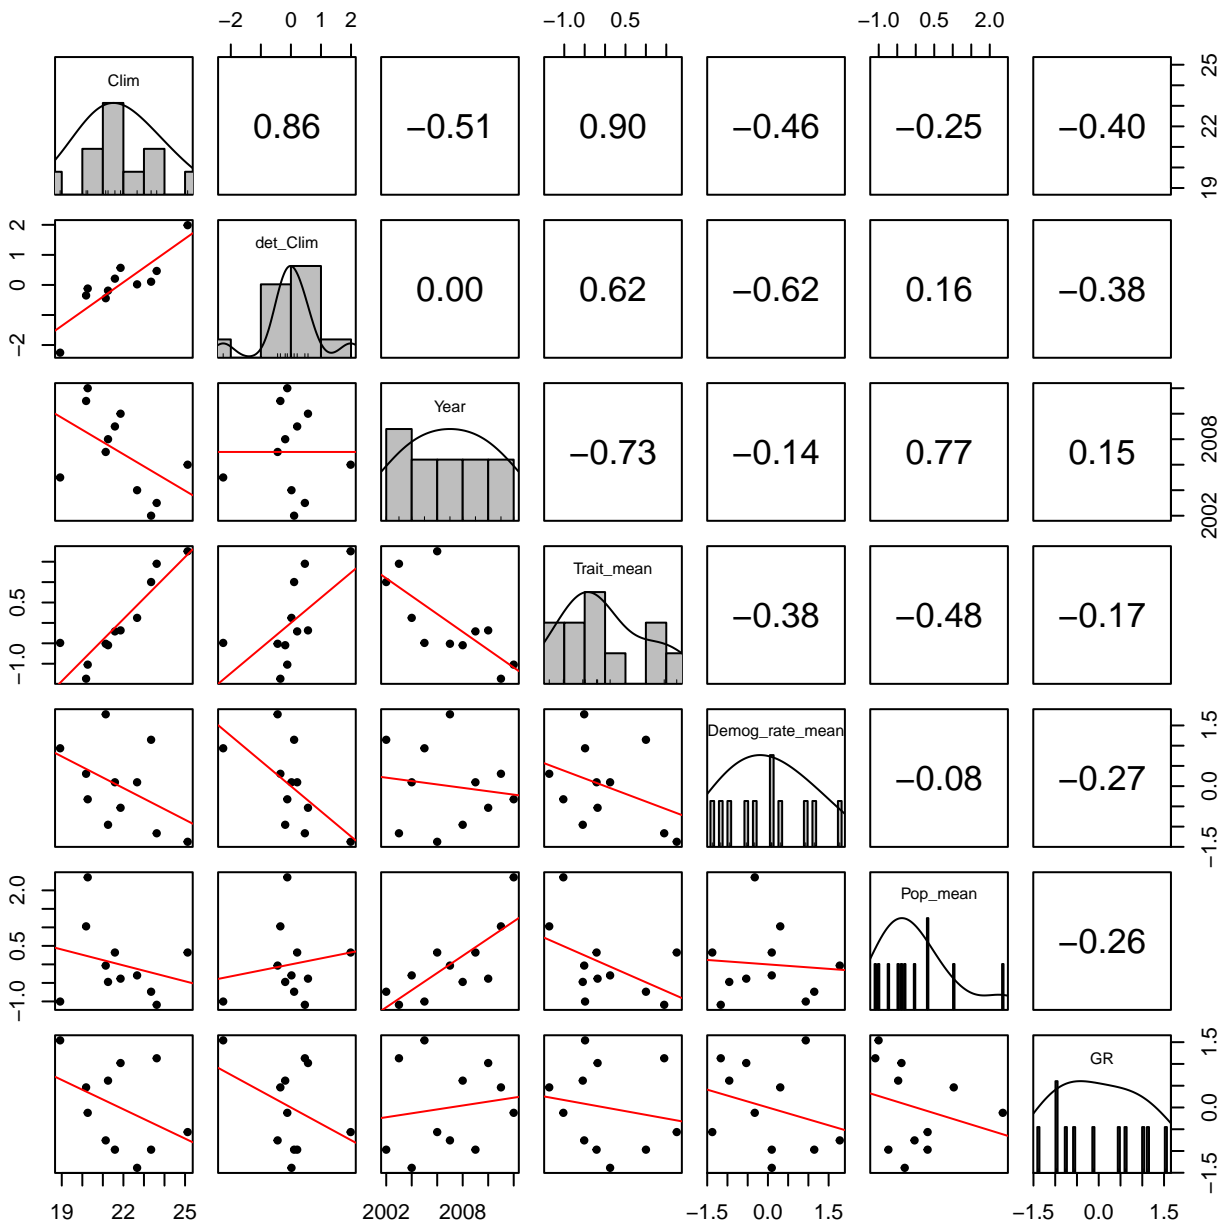 −2 0 1 2 −1.0 0.5 −1.0 0.5 2.0
Clim 0.86 −0.51 0.90 −0.46 −0.25 −0.40 19 22 25
−2 0 1 2 det_Clim 0.00 0.62 −0.62 0.16 −0.38
Year −0.73 −0.14 0.77 0.15 2002 2008
−1.0 0.5 Trait_mean −0.38 −0.48 −0.17
Demog_rate_mean −0.08 −0.27 −1.5 0.0 1.5
−1.0 0.5 2.0 Pop_mean −0.26
GR −1.5 0.0 1.5
19 22 25 2002 2008 −1.5 0.0 1.5 −1.5 0.0 1.5